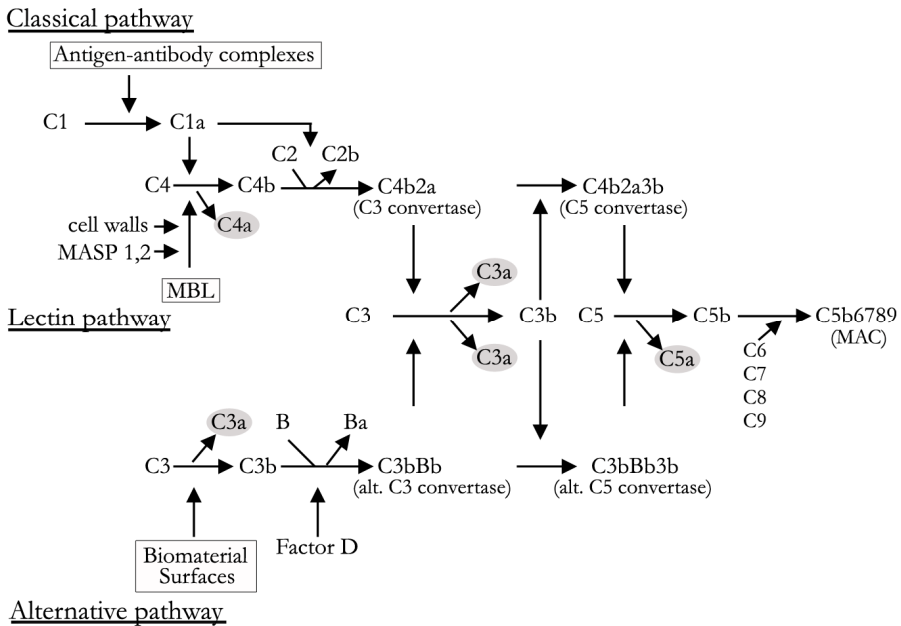 Classical pathway
Antigen-antibody complexes
C1 C1a
C2 C2b
C4 C4b C4b2a C4b2a3b
(C3 convertase) (C5 convertase)
cell walls C4a
MASP 1,2
MBL
C3a
Lectin pathway
C3 C3b C5 C5b C5b6789
(MAC)
C3a C5a
C6
C7
C8
C9
C3a B Ba
C3 C3b C3bBb C3bBb3b
(alt. C3 convertase) (alt. C5 convertase)
Factor D
Biomaterial
Surfaces
Alternative pathway